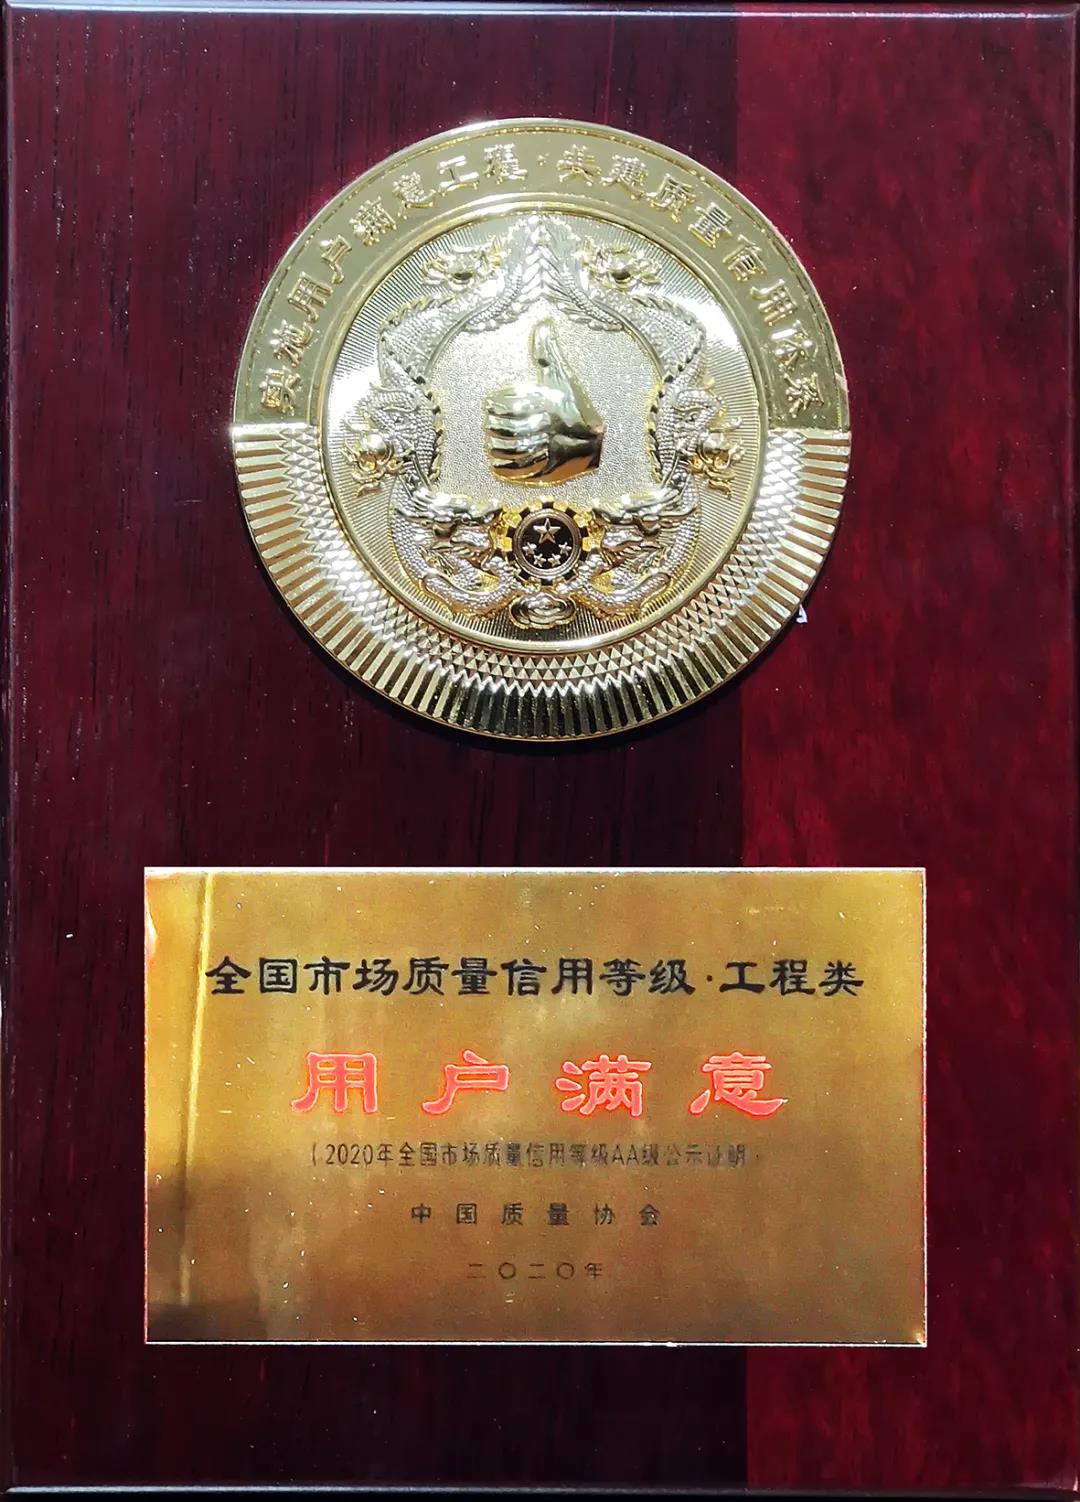 实施用户满意工程·共建质量信用体系
全国市场质量信用等级·工程类
用户满意
(2020年全国市场质量信用等级AA级公示证明
中国质量协会
二〇二〇年